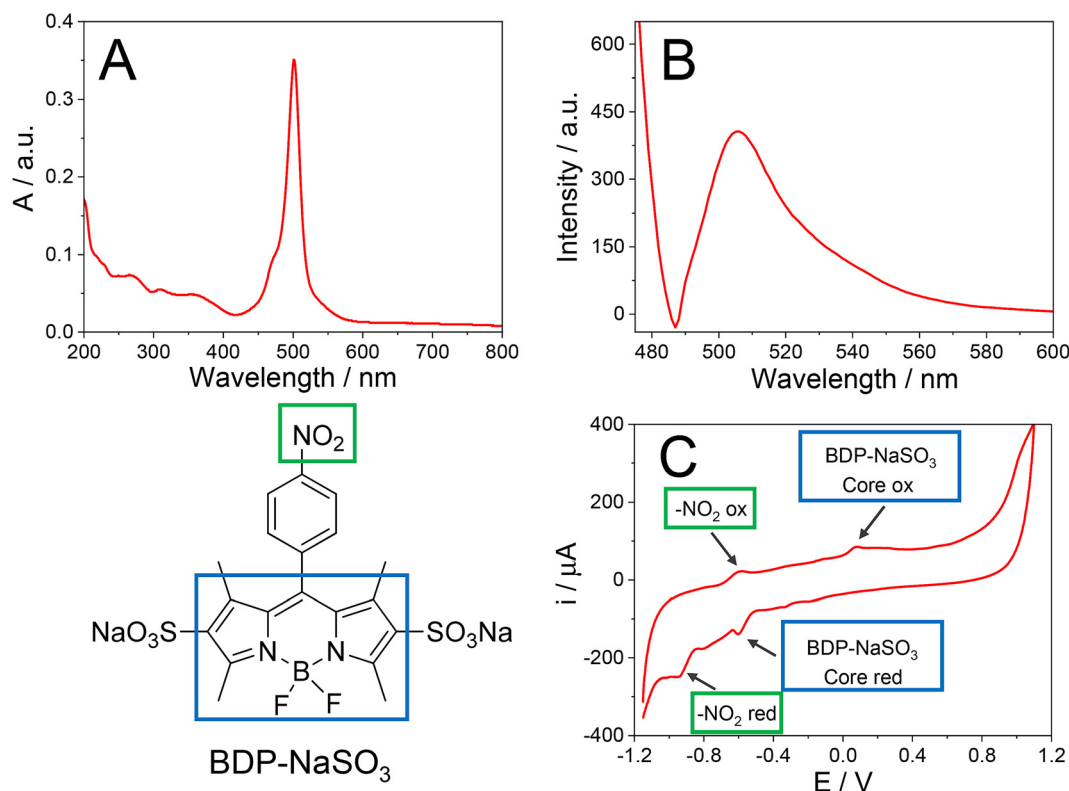 A
A / a.u.
0.4
0.3
0.2
0.1
0.0
200 300 400 500 600 700 800
Wavelength / nm
B
Intensity / a.u.
600
450
300
150
0
480 500 520 540 560 580 600
Wavelength / nm
NO₂
NaO₃S
SO₃Na
N
N
B
F
F
BDP-NaSO₃
C
i / µA
400
200
0
-200
-400
-1.2 -0.8 -0.4 0.0 0.4 0.8 1.2
E / V
BDP-NaSO₃
Core ox
-NO₂ ox
BDP-NaSO₃
Core red
-NO₂ red